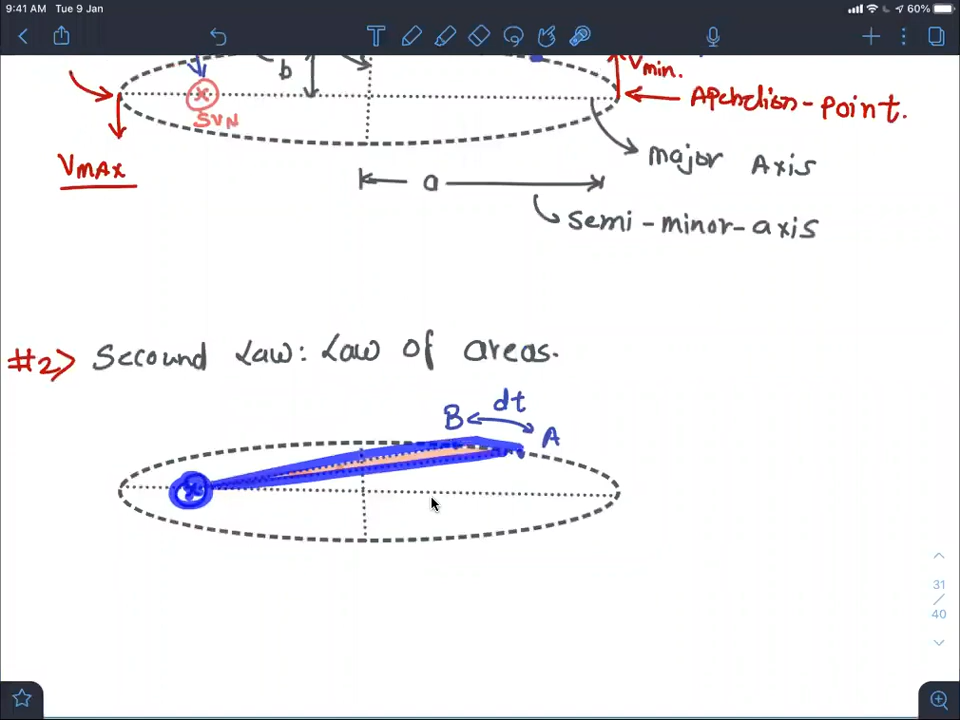 9:41 AM Tue 9 Jan
60%
b
Vmin.
SUN
Apehelion-Point.
VMAX
major Axis
a
Semi-minor-axis
#2> Secound Law: Law of areas.
B dt A
31
/
40